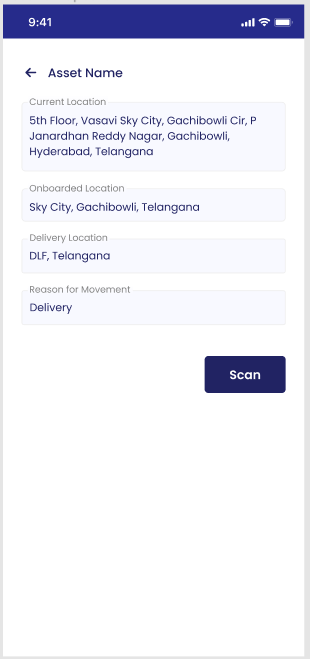 9:41
Asset Name
Current Location
5th Floor, Vasavi Sky City, Gachibowli Cir, P
Janardhan Reddy Nagar, Gachibowli,
Hyderabad, Telangana
Onboarded Location
Sky City, Gachibowli, Telangana
Delivery Location
DLF, Telangana
Reason for Movement
Delivery
Scan